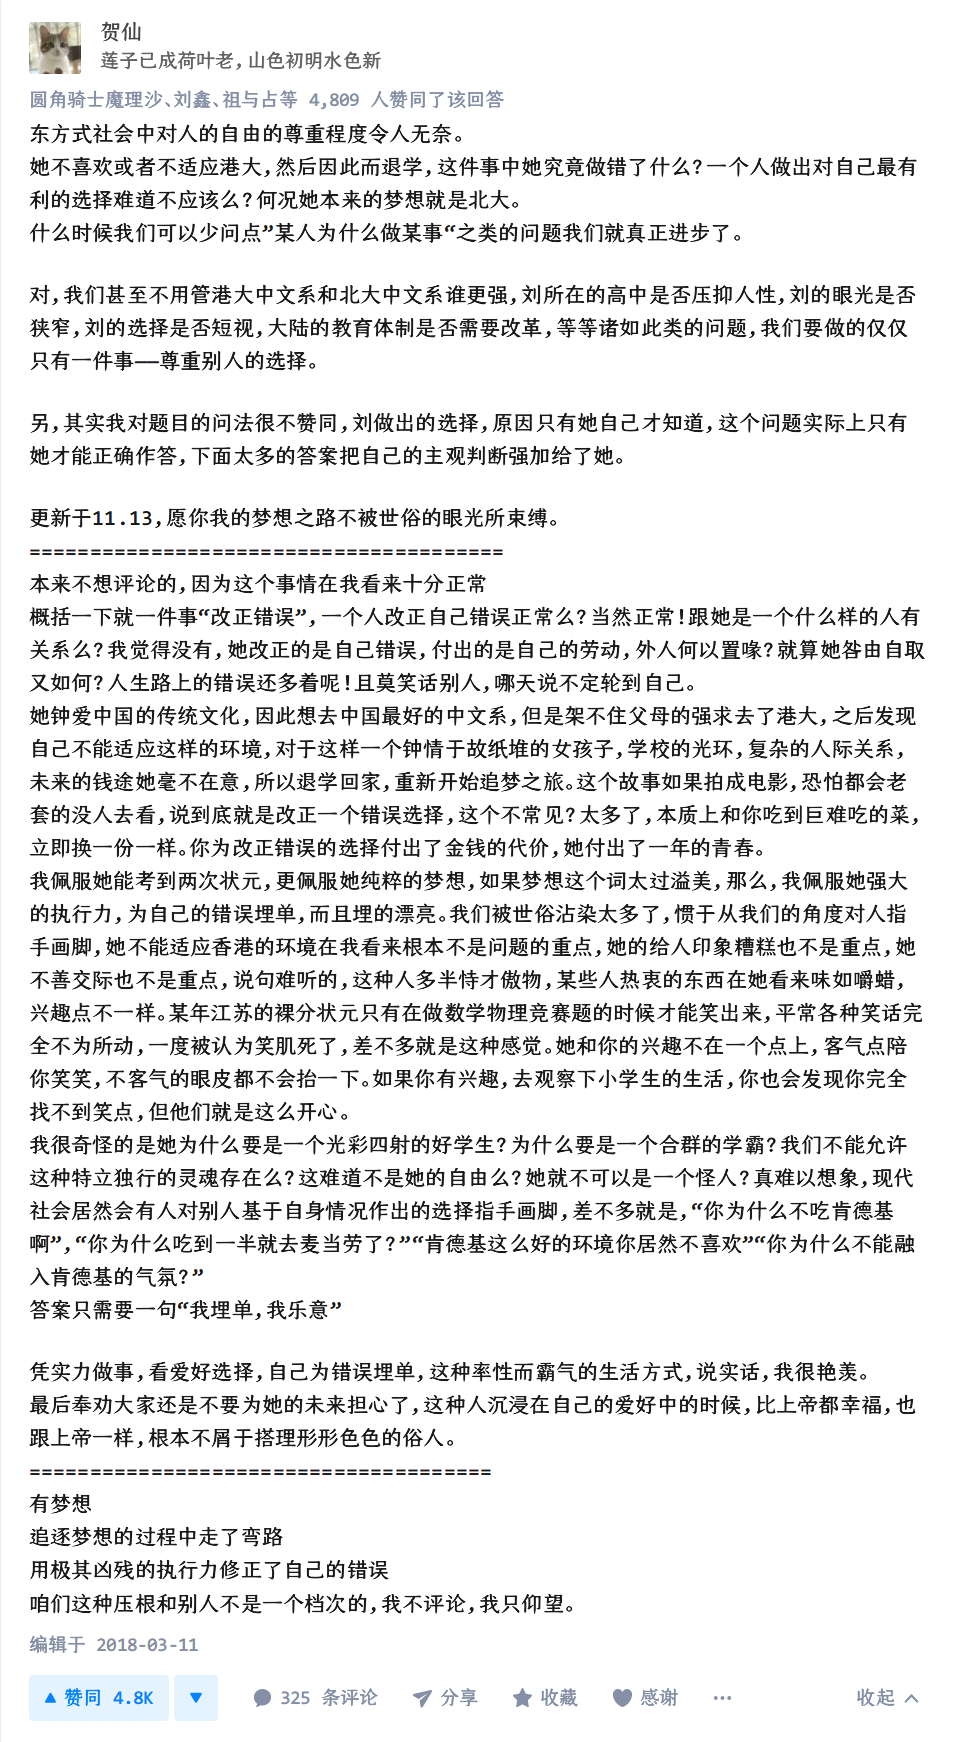 贺仙
莲子已成荷叶老,山色初明水色新
圆角骑士魔理沙、刘鑫、祖与占等 4,809 人赞同了该回答
东方式社会中对人的自由的尊重程度令人无奈。
她不喜欢或者不适应港大,然后因此而退学,这件事中她究竟做错了什么?一个人做出对自己最有
利的选择难道不应该么?何况她本来的梦想就是北大。
什么时候我们可以少问点”某人为什么做某事“之类的问题我们就真正进步了。
对,我们甚至不用管港大中文系和北大中文系谁更强,刘所在的高中是否压抑人性,刘的眼光是否
狭窄,刘的选择是否短视,大陆的教育体制是否需要改革,等等诸如此类的问题,我们要做的仅仅
只有一件事——尊重别人的选择。
另,其实我对题目的问法很不赞同,刘做出的选择,原因只有她自己才知道,这个问题实际上只有
她才能正确作答,下面太多的答案把自己的主观判断强加给了她。
更新于11.13,愿你我的梦想之路不被世俗的眼光所束缚。
=======================================
本来不想评论的,因为这个事情在我看来十分正常
概括一下就一件事“改正错误”,一个人改正自己错误正常么?当然正常!跟她是一个什么样的人有
关系么?我觉得没有,她改正的是自己错误,付出的是自己的劳动,外人何以置喙?就算她咎由自取
又如何?人生路上的错误还多着呢!且莫笑话别人,哪天说不定轮到自己。
她钟爱中国的传统文化,因此想去中国最好的中文系,但是架不住父母的强求去了港大,之后发现
自己不能适应这样的环境,对于这样一个钟情于故纸堆的女孩子,学校的光环,复杂的人际关系,
未来的钱途她毫不在意,所以退学回家,重新开始追梦之旅。这个故事如果拍成电影,恐怕都会老
套的没人去看,说到底就是改正一个错误选择,这个不常见?太多了,本质上和你吃到巨难吃的菜,
立即换一份一样。你为改正错误的选择付出了金钱的代价,她付出了一年的青春。
我佩服她能考到两次状元,更佩服她纯粹的梦想,如果梦想这个词太过溢美,那么,我佩服她强大
的执行力,为自己的错误埋单,而且埋的漂亮。我们被世俗沾染太多了,惯于从我们的角度对人指
手画脚,她不能适应香港的环境在我看来根本不是问题的重点,她的给人印象糟糕也不是重点,她
不善交际也不是重点,说句难听的,这种人多半恃才傲物,某些人热衷的东西在她看来味如嚼蜡,
兴趣点不一样。某年江苏的裸分状元只有在做数学物理竞赛题的时候才能笑出来,平常各种笑话完
全不为所动,一度被认为笑肌死了,差不多就是这种感觉。她和你的兴趣不在一个点上,客气点陪
你笑笑,不客气的眼皮都不会抬一下。如果你有兴趣,去观察下小学生的生活,你也会发现你完全
找不到笑点,但他们就是这么开心。
我很奇怪的是她为什么要是一个光彩四射的好学生?为什么要是一个合群的学霸?我们不能允许
这种特立独行的灵魂存在么?这难道不是她的自由么?她就不可以是一个怪人?真难以想象,现代
社会居然会有人对别人基于自身情况作出的选择指手画脚,差不多就是,“你为什么不吃肯德基
啊”,“你为什么吃到一半就去麦当劳了?”“肯德基这么好的环境你居然不喜欢”“你为什么不能融
入肯德基的气氛?”
答案只需要一句“我埋单,我乐意”
凭实力做事,看爱好选择,自己为错误埋单,这种率性而霸气的生活方式,说实话,我很艳羡。
最后奉劝大家还是不要为她的未来担心了,这种人沉浸在自己的爱好中的时候,比上帝都幸福,也
跟上帝一样,根本不屑于搭理形形色色的俗人。
======================================
有梦想
追逐梦想的过程中走了弯路
用极其凶残的执行力修正了自己的错误
咱们这种压根和别人不是一个档次的,我不评论,我只仰望。
编辑于 2018-03-11
赞同 4.8K 325 条评论 分享 收藏 感谢 ··· 收起